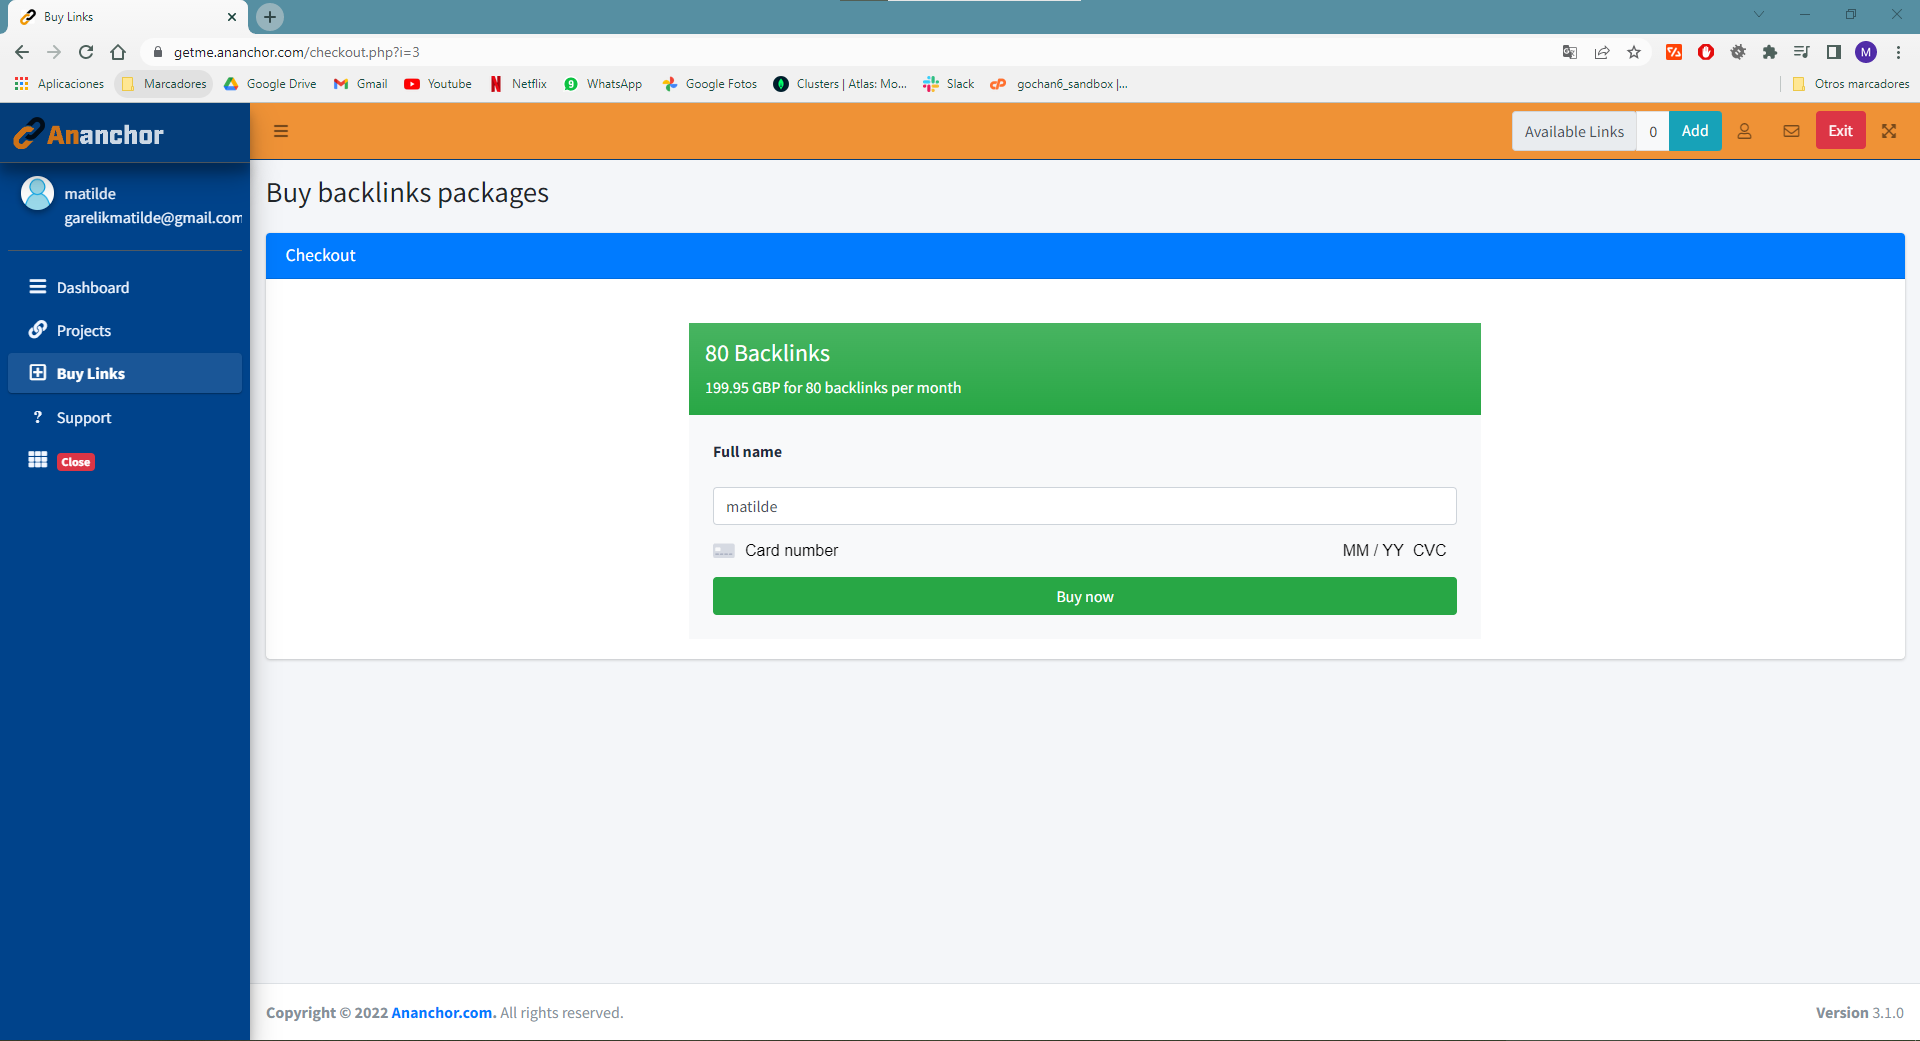 Buy Links
getme.ananchor.com/checkout.php?i=3
M
Aplicaciones
Marcadores
Google Drive
Gmail
Youtube
Netflix
9
WhatsApp
Google Fotos
Clusters | Atlas: Mo...
Slack
gochan6_sandbox |...
Otros marcadores
Ananchor
Available Links 0 Add
Exit
matilde
garelikmatilde@gmail.com
Dashboard
Projects
Buy Links
? Support
Close
Buy backlinks packages
Checkout
80 Backlinks
199.95 GBP for 80 backlinks per month
Full name
matilde
Card number MM / YY CVC
Buy now
Copyright © 2022 Ananchor.com. All rights reserved.
Version 3.1.0